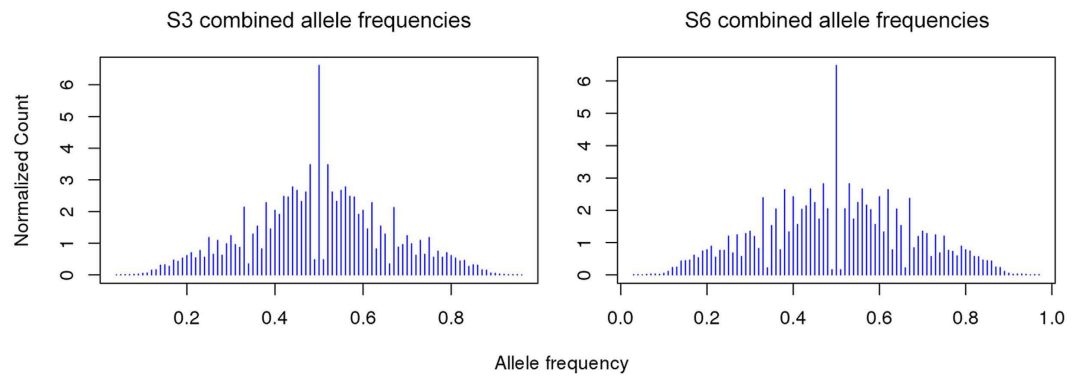 S3 combined allele frequencies
S6 combined allele frequencies
Normalized Count
6
5
4
3
2
1
0
0.2 0.4 0.6 0.8
6
5
4
3
2
1
0
0.0 0.2 0.4 0.6 0.8 1.0
Allele frequency